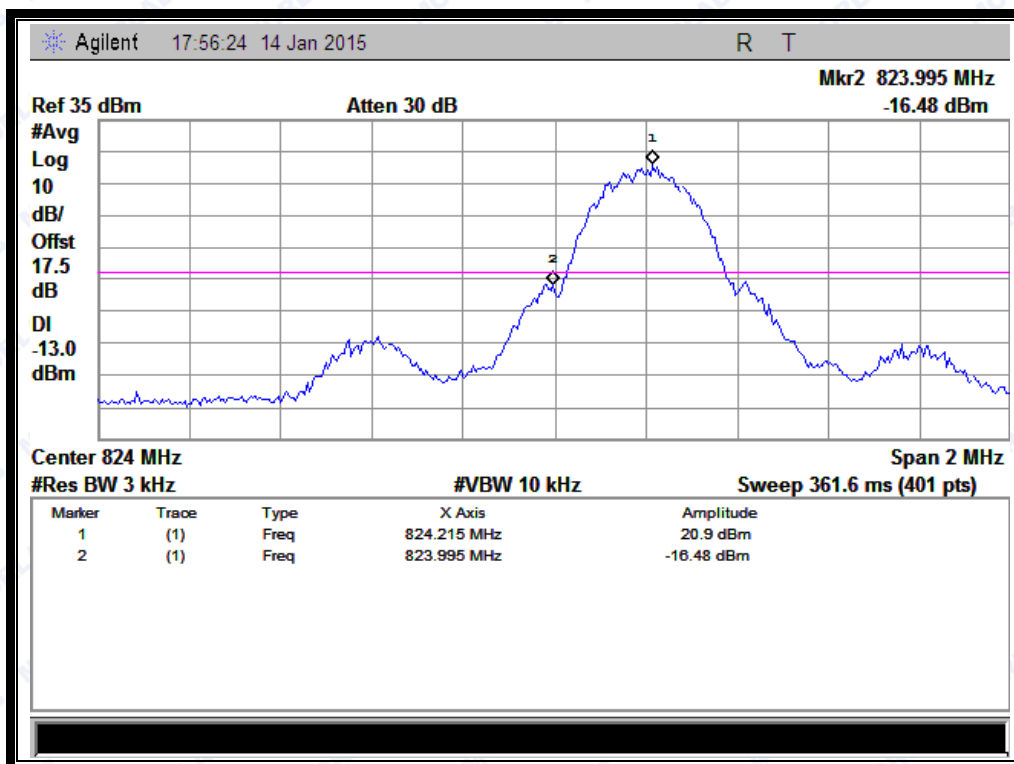 Agilent 17:56:24 14 Jan 2015 R T
Mkr2 823.995 MHz
Ref 35 dBm Atten 30 dB -16.48 dBm
#Avg
Log
10
dB/
Offst
17.5
dB
DI
-13.0
dBm
1
2
Center 824 MHz Span 2 MHz
#Res BW 3 kHz #VBW 10 kHz Sweep 361.6 ms (401 pts)
Marker Trace Type X Axis Amplitude
1 (1) Freq 824.215 MHz 20.9 dBm
2 (1) Freq 823.995 MHz -16.48 dBm